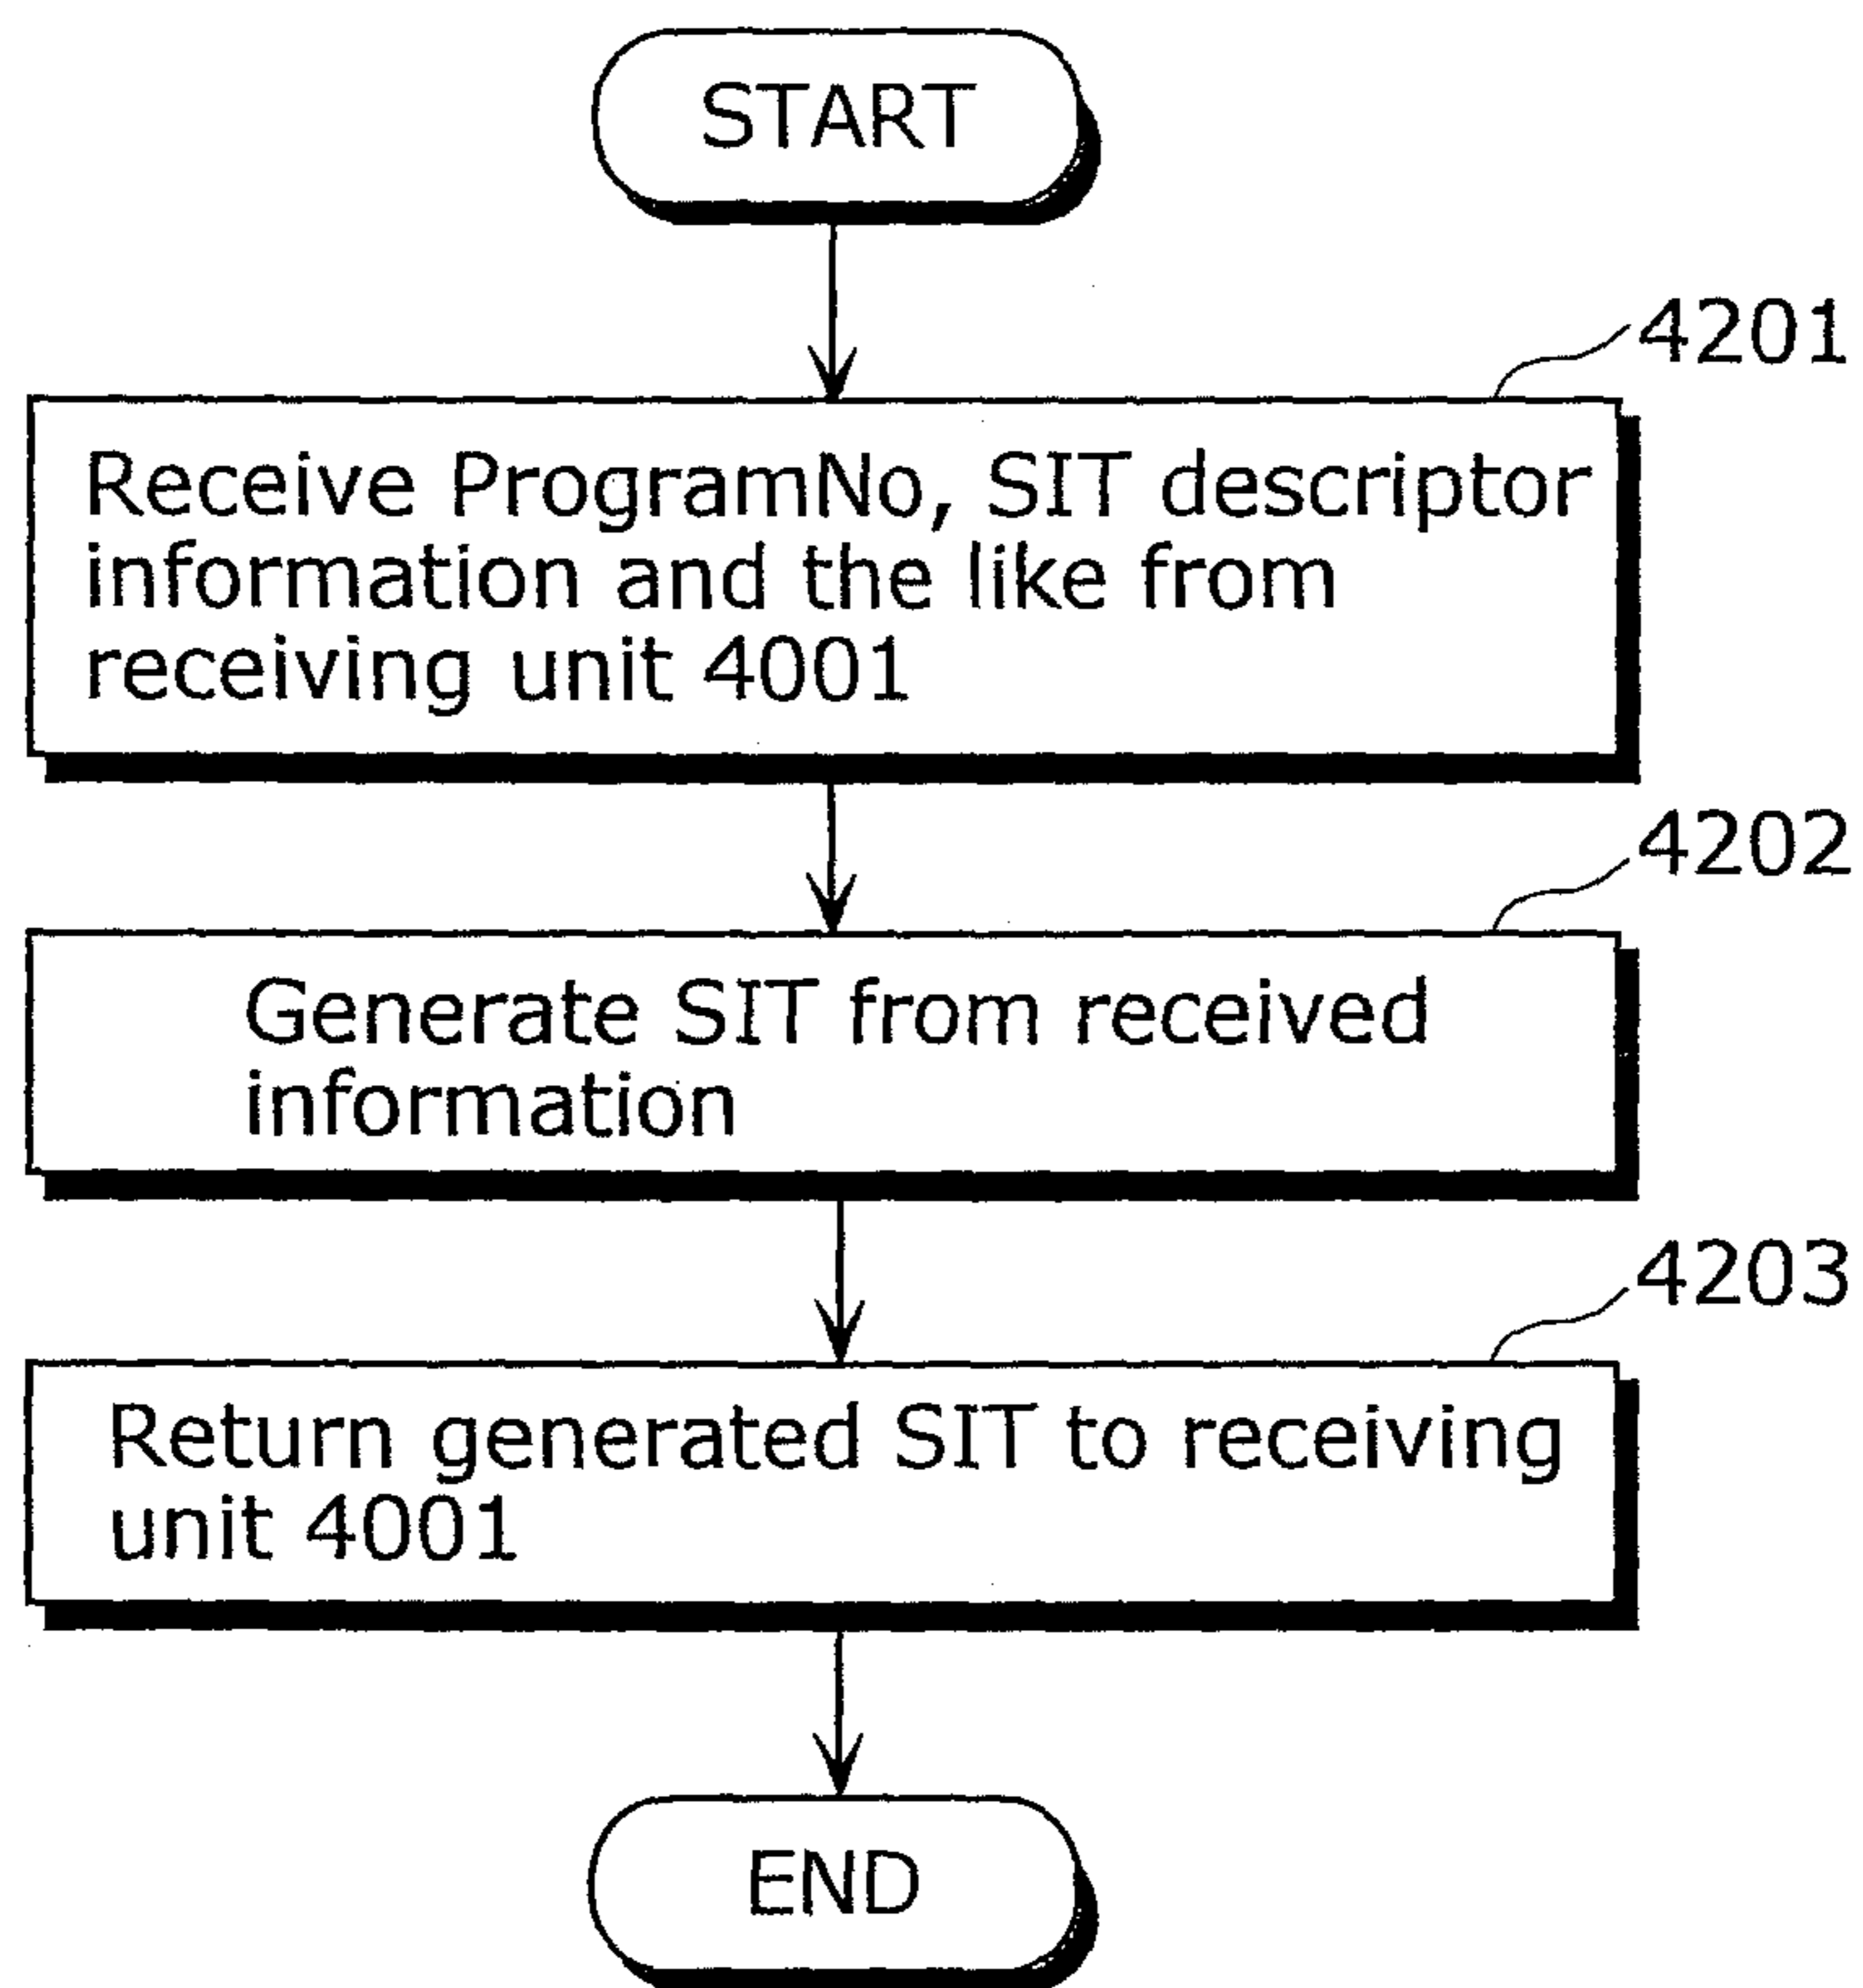 START
4201
Receive ProgramNo, SIT descriptor
information and the like from
receiving unit 4001
4202
Generate SIT from received
information
4203
Return generated SIT to receiving
unit 4001
END